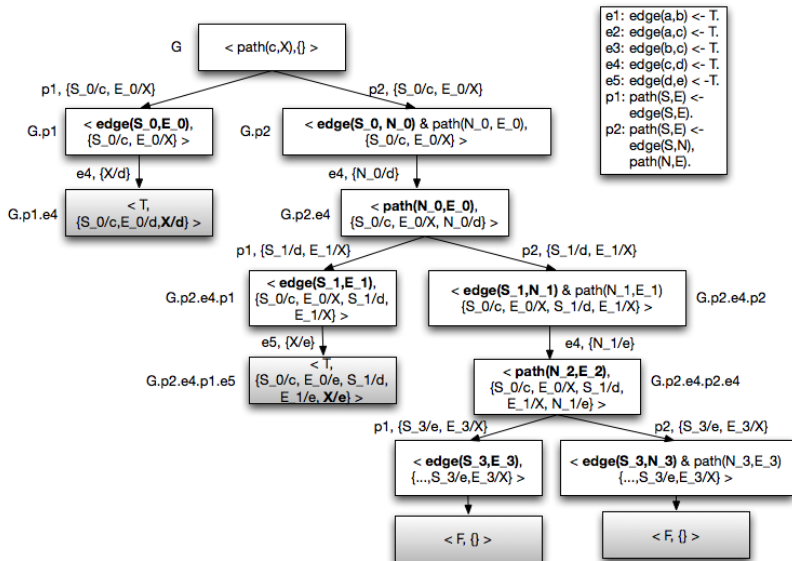 G
< path(c,X),{} >
e1: edge(a,b) <- T.
e2: edge(a,c) <- T.
e3: edge(b,c) <- T.
e4: edge(c,d) <- T.
e5: edge(d,e) < -T.
p1: path(S,E) <-
edge(S,E).
p2: path(S,E) <-
edge(S,N),
path(N,E).
p1, {S_0/c, E_0/X}
p2, {S_0/c, E_0/X}
G.p1
< edge(S_0,E_0),
{S_0/c, E_0/X} >
G.p2
< edge(S_0, N_0) & path(N_0, E_0),
{S_0/c, E_0/X} >
e4, {X/d}
e4, {N_0/d}
G.p1.e4
< T,
{S_0/c,E_0/d,X/d} >
G.p2.e4
< path(N_0,E_0),
{S_0/c, E_0/X, N_0/d} >
p1, {S_1/d, E_1/X}
p2, {S_1/d, E_1/X}
G.p2.e4.p1
< edge(S_1,E_1),
{S_0/c, E_0/X, S_1/d,
E_1/X} >
< edge(S_1,N_1) & path(N_1,E_1)
{S_0/c, E_0/X, S_1/d, E_1/X} >
G.p2.e4.p2
e5, {X/e}
e4, {N_1/e}
G.p2.e4.p1.e5
< T,
{S_0/c, E_0/e, S_1/d,
E_1/e, X/e} >
< path(N_2,E_2),
{S_0/c, E_0/X, S_1/d,
E_1/X, N_1/e} >
G.p2.e4.p2.e4
p1, {S_3/e, E_3/X}
p2, {S_3/e, E_3/X}
< edge(S_3,E_3),
{...,S_3/e,E_3/X} >
< edge(S_3,N_3) & path(N_3,E_3)
{...,S_3/e,E_3/X} >
< F, {} >
< F, {} >